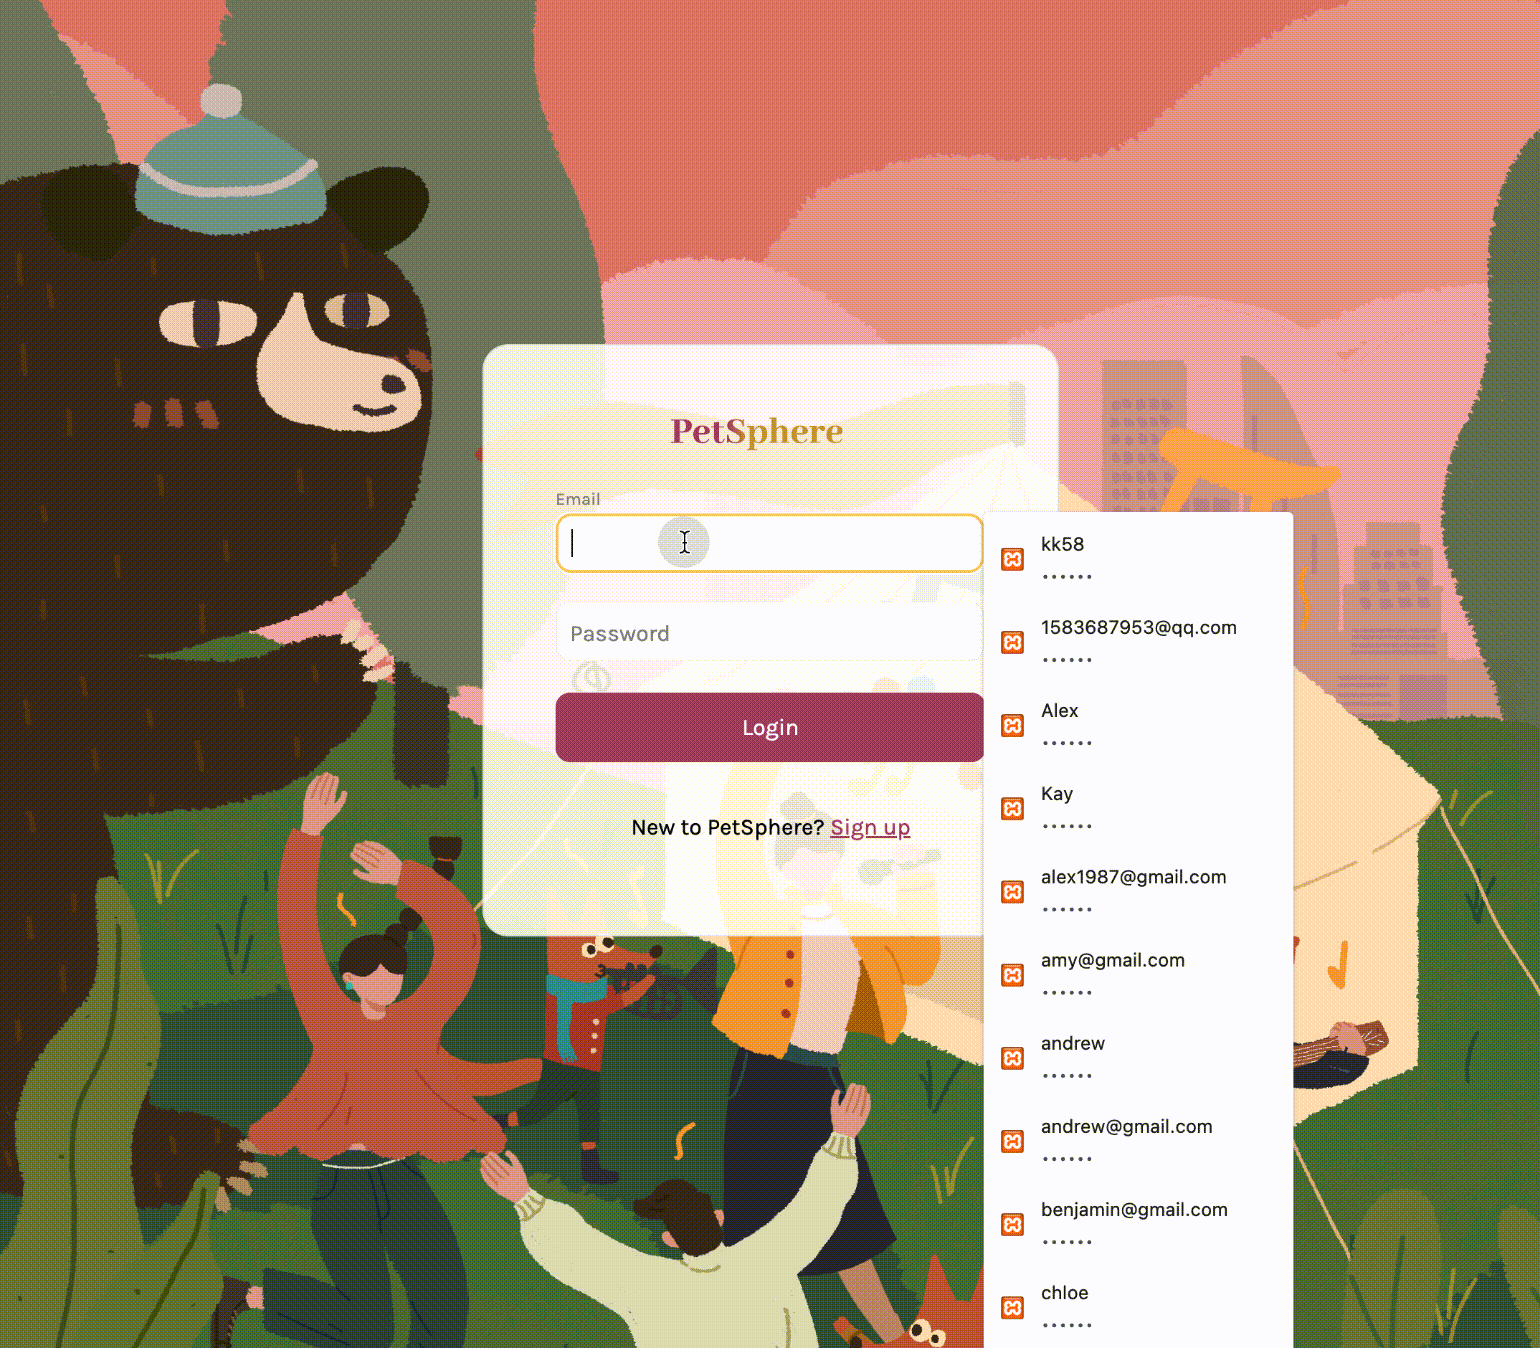 PetSphere
Email
Password
Login
New to PetSphere? Sign up
kk58
••••••
1583687953@qq.com
••••••
Alex
••••••
Kay
••••••
alex1987@gmail.com
••••••
amy@gmail.com
••••••
andrew
••••••
andrew@gmail.com
••••••
benjamin@gmail.com
••••••
chloe
••••••